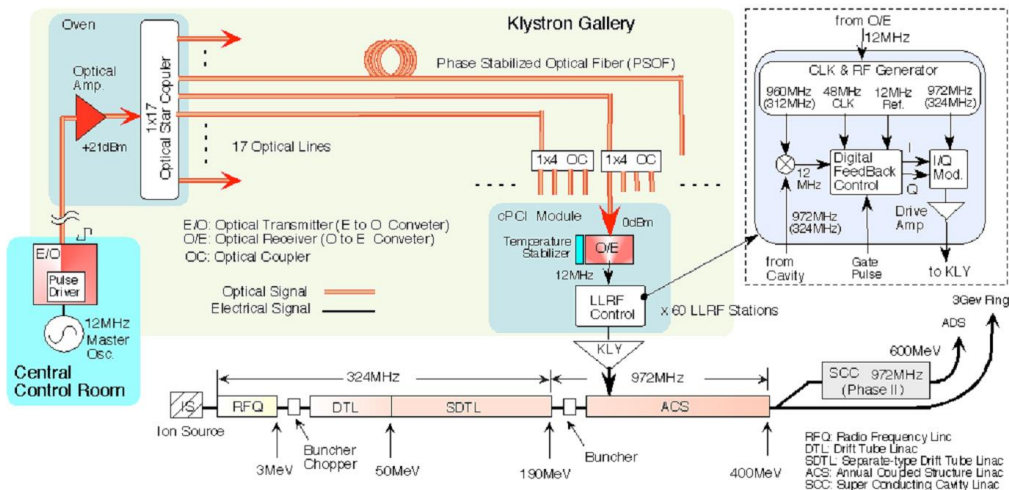 Klystron Gallery
Oven
Optical
Amp.
+21dBm
1x17
Optical Star Coupuler
Phase Stabilized Optical Fiber (PSOF)
17 Optical Lines
1x4 OC
1x4 OC
E/O: Optical Transmitter (E to O Conveter)
O/E: Optical Receiver (O to E Conveter)
OC: Optical Coupler
Optical Signal
Electrical Signal
cPCI Module
0dBm
Temperature
Stabilizer
O/E
12MHz
LLRF
Control
x 60 LLRF Stations
KLY
E/O
Pulse
Driver
12MHz
Master
Osc.
Central
Control Room
from O/E
12MHz
CLK & RF Generator
960MHz
(312MHz)
48MHz
CLK
12MHz
Ref.
972MHz
(324MHz)
12
MHz
Digital
FeedBack
Control
I
Q
I/Q
Mod.
972MHz
(324MHz)
Drive
Amp
from
Cavity
Gate
Pulse
to KLY
3Gev Ring
ADS
600MeV
SCC 972MHz
(Phase II)
324MHz
972MHz
IS
RFQ
DTL
SDTL
ACS
Ion Source
3MeV
Buncher
Chopper
50MeV
190MeV
Buncher
400MeV
RFQ: Radio Frequency Linc
DTL: Drift Tube Linac
SDTL: Separate-type Drift Tube Linac
ACS: Annual Coupled Structure Linac
SCC: Super Conducting Cavity Linac